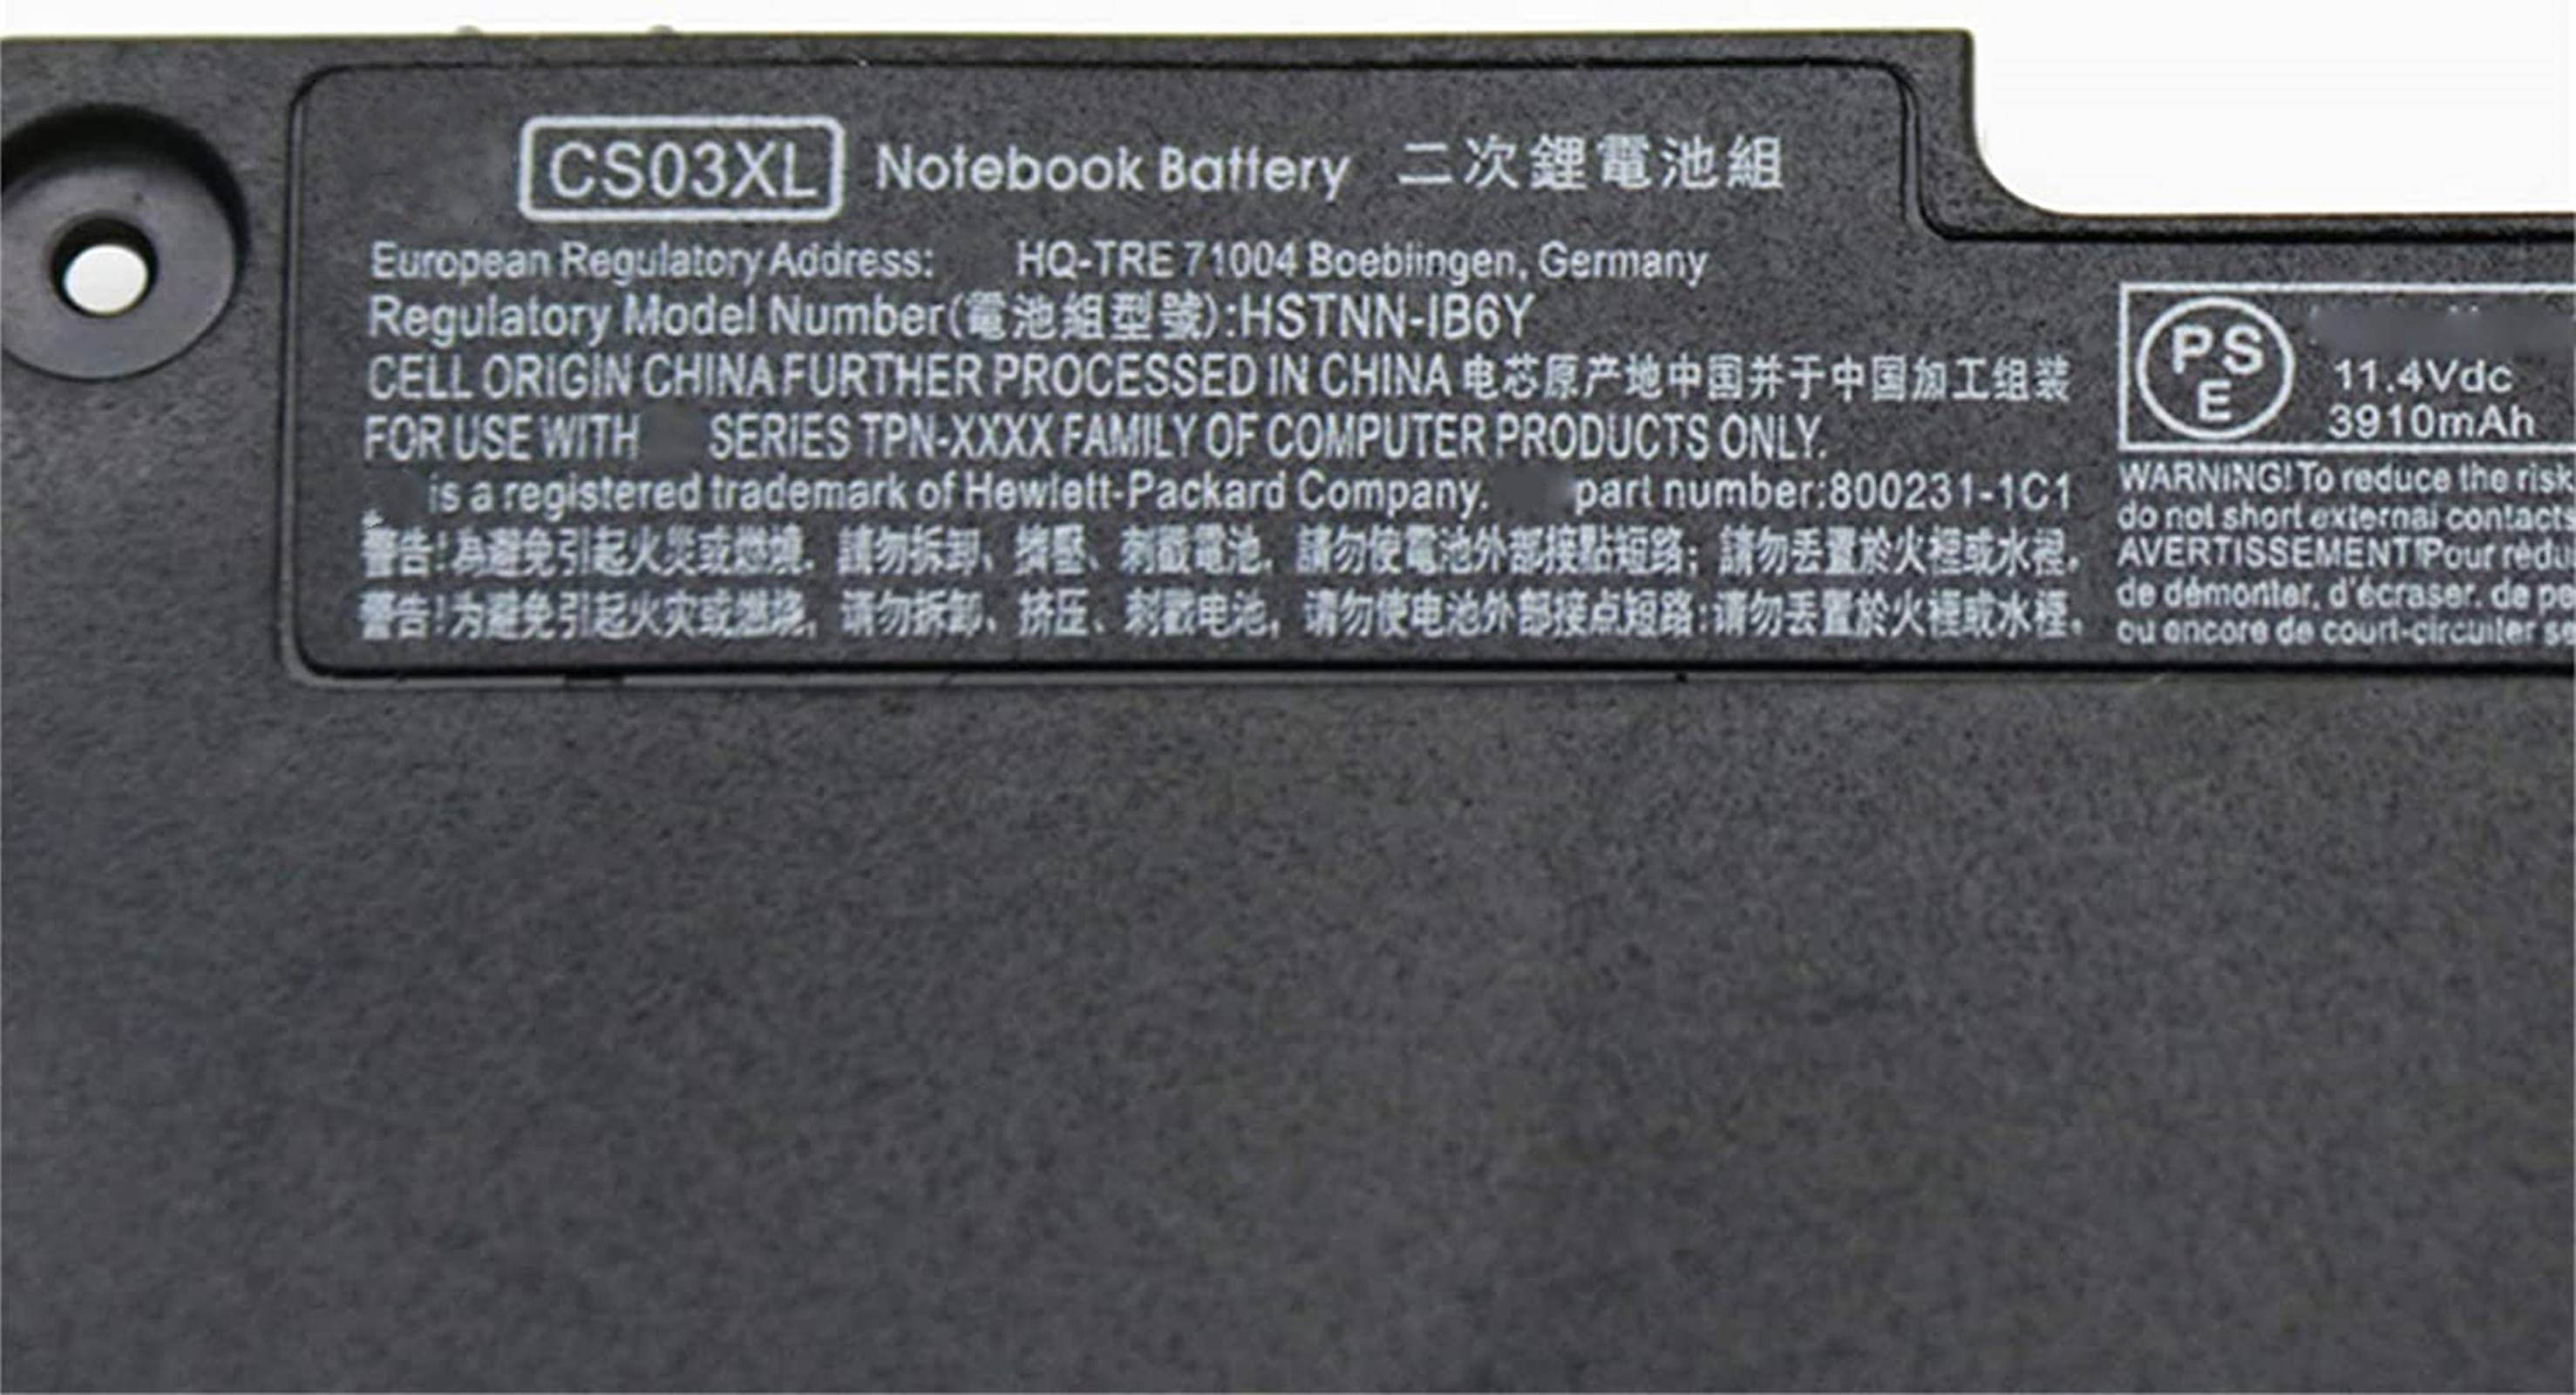 CS03XL Notebook Battery 二次鋰電池組
European Regulatory Address: HQ-TRE 71004 Boeblingen, Germany
Regulatory Model Number(電池組型號):HSTNN-IB6Y
CELL ORIGIN CHINA FURTHER PROCESSED IN CHINA 电芯原产地中国并于中国加工组装
FOR USE WITH SERIES TPN-XXXX FAMILY OF COMPUTER PRODUCTS ONLY.
is a registered trademark of Hewlett-Packard Company. part number:800231-1C1
警告!為避免引起火災或燃燒,請勿拆卸、擠壓、刺戳電池,請勿使電池外部接點短路;請勿丟置於火裡或水裡。
警告!为避免引起火灾或燃烧,请勿拆卸、挤压、刺戳电池,请勿使电池外部接点短路:请勿丢置於火裡或水裡。
PSE
11.4Vdc
3910mAh
WARNING! To reduce the risk
do not short external contact
AVERTISSEMENT! Pour rédu
de démonter, d'écraser, de pe
ou encore de court-circuiter se